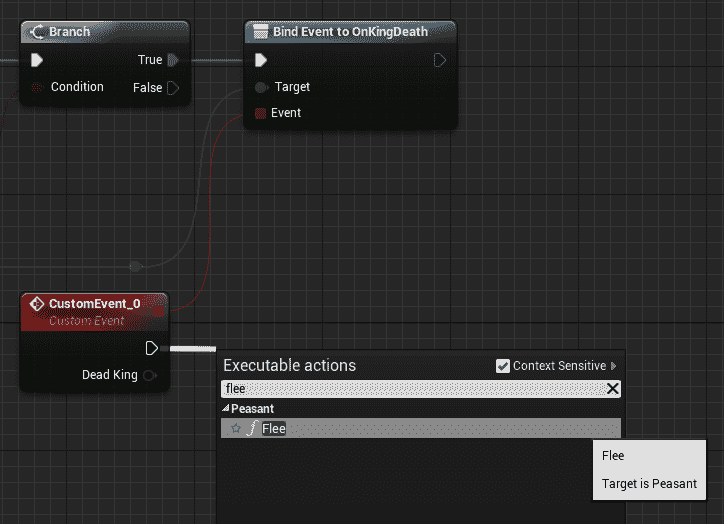 Branch
True
Condition
False
Bind Event to OnKingDeath
Target
Event
CustomEvent_0
Custom Event
Dead King
Executable actions
Context Sensitive
flee
Peasant
Flee
Flee
Target is Peasant